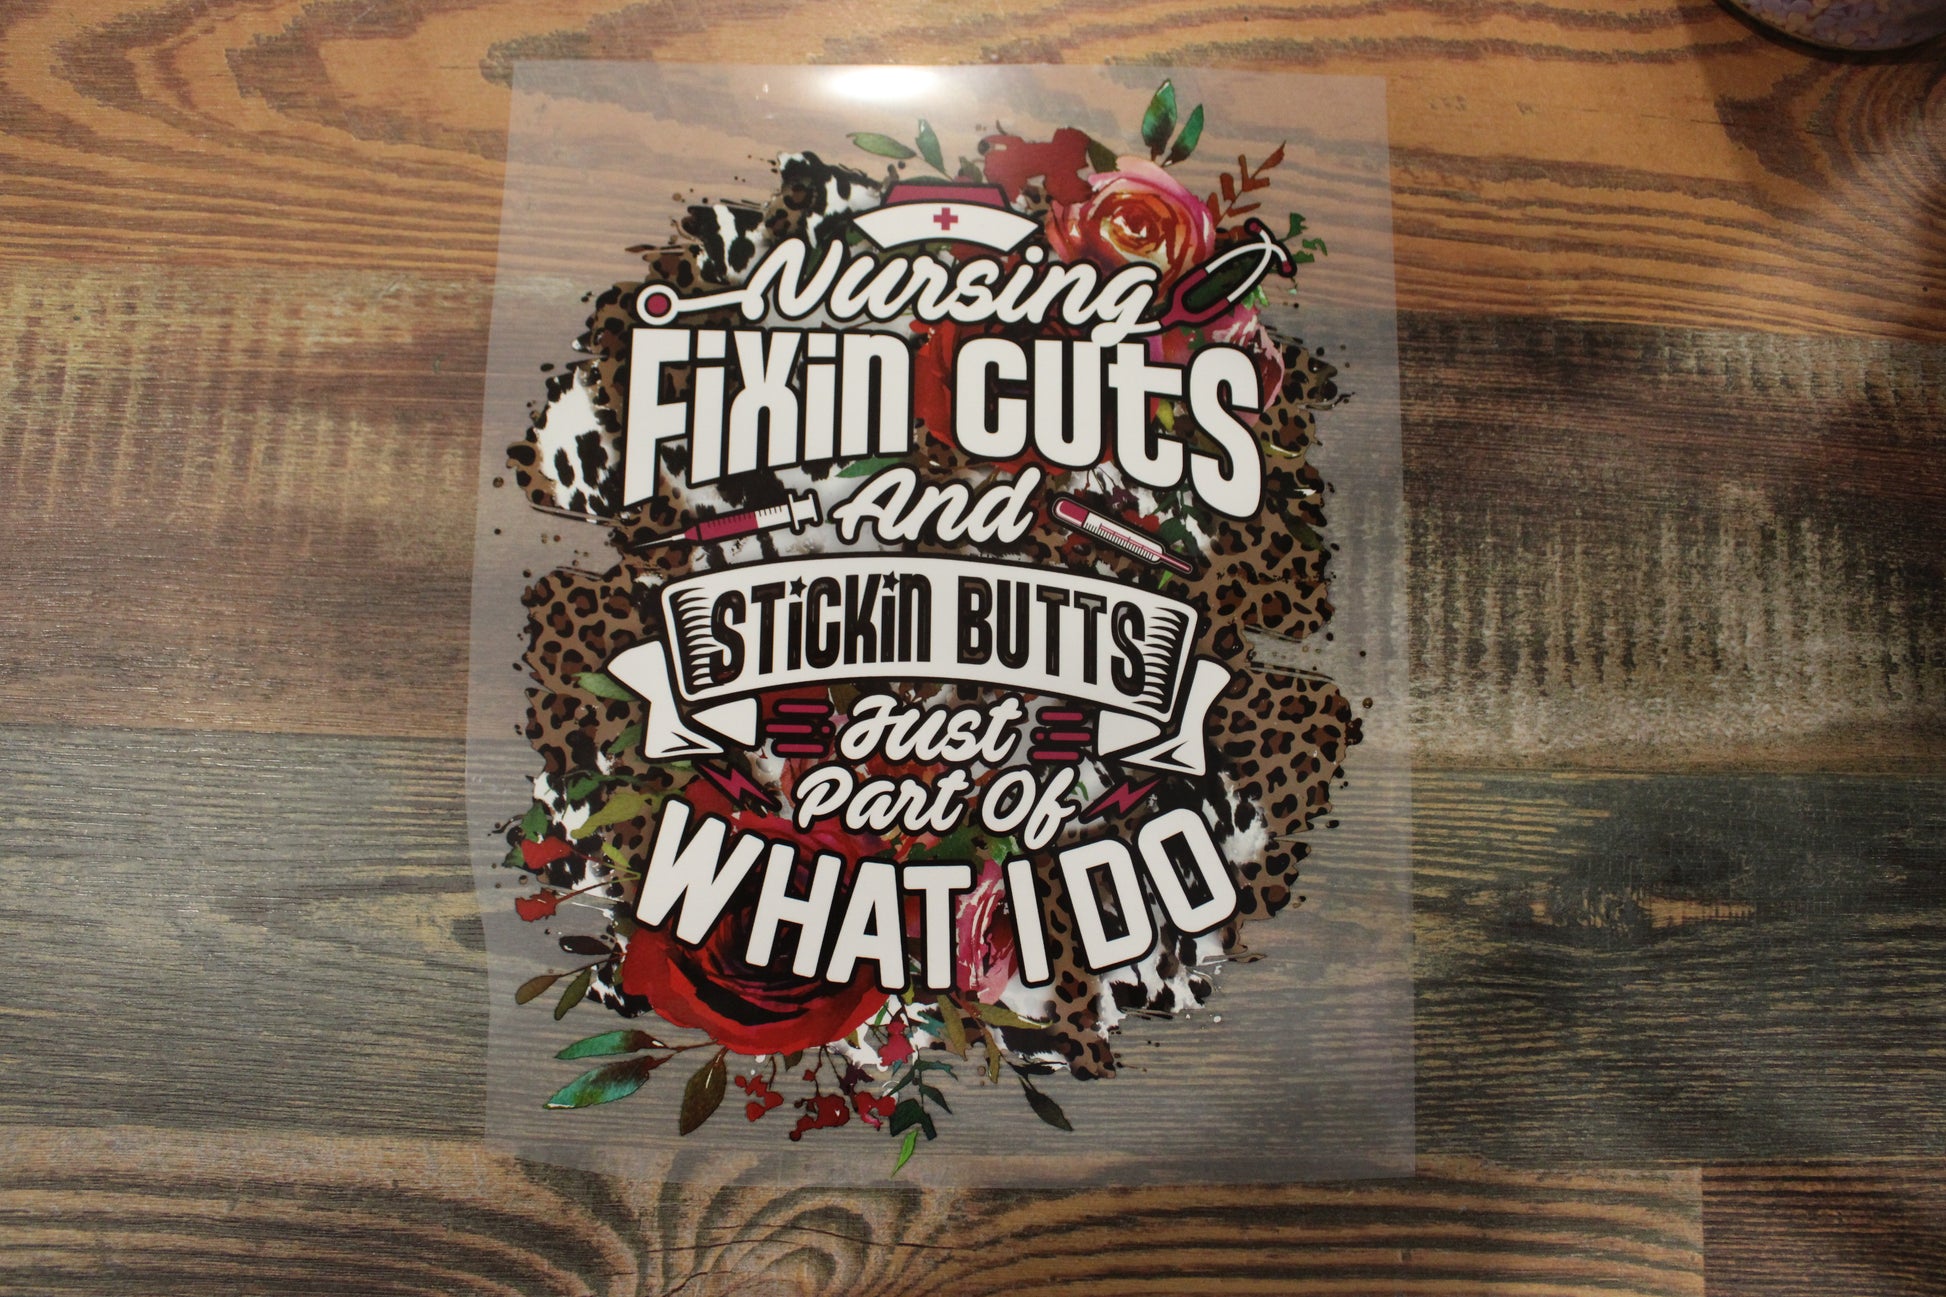 Nursing
FiXin CUtS
And
STiCKiN BUTTS
Just
Part Of
WHAT I DO